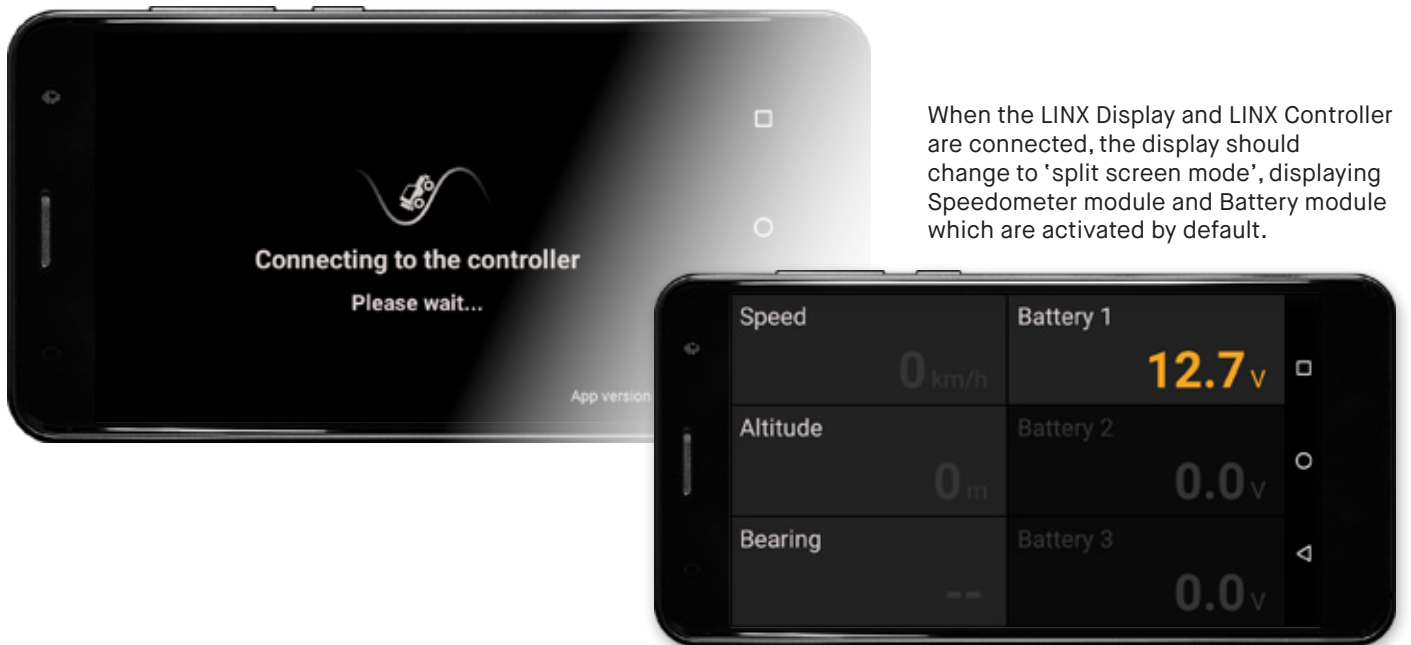 Connecting to the controller
Please wait...
App version
When the LINX Display and LINX Controller
are connected, the display should
change to ‘split screen mode’, displaying
Speedometer module and Battery module
which are activated by default.
Speed
0 km/h
Battery 1
12.7 V
Altitude
0 m
Battery 2
0.0 V
Bearing
--
Battery 3
0.0 V